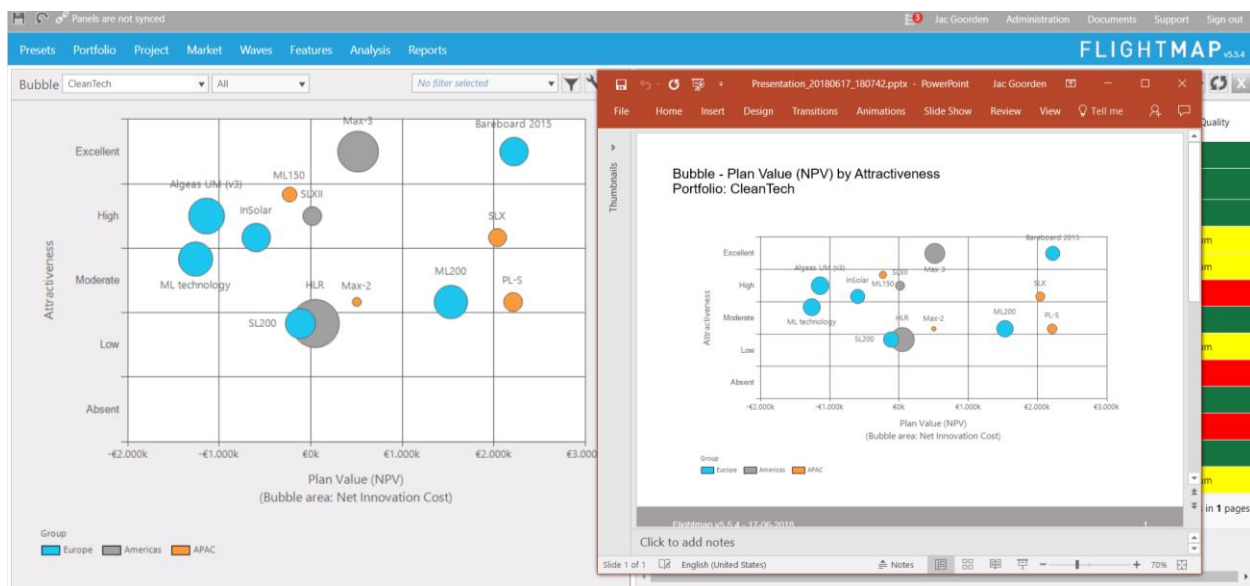 Panels are not synced
3
Jac Goorden Administration Documents Support Sign out
Presets Portfolio Project Market Waves Features Analysis Reports
FLIGHTMAP v5.5.4
Bubble CleanTech All No filter selected
Max-3
Bareboard 2015
Excellent
ML150
Algeas UM (v3)
SLXII
High
InSolar
SLX
Attractiveness
Moderate
ML technology
HLR
Max-2
ML200
PL-S
SL200
Low
Absent
-€2.000k -€1.000k €0k €1.000k €2.000k €3.000
Plan Value (NPV)
(Bubble area: Net Innovation Cost)
Group
Europe Americas APAC
Presentation_20180617_180742.pptx - PowerPoint Jac Goorden
File Home Insert Design Transitions Animations Slide Show Review View Tell me
Thumbnails
Bubble - Plan Value (NPV) by Attractiveness
Portfolio: CleanTech
Bareboard 2015
Excellent
Max-3
Algeas UM (v3)
SLXII
High
InSolar
ML150
SLX
Attractiveness
Moderate
ML technology
HLR
Max-2
ML200
PL-S
SL200
Low
Absent
-€2.000k -€1.000k €0k €1.000k €2.000k €3.000k
Plan Value (NPV)
(Bubble area: Net Innovation Cost)
Group
Europe Americas APAC
Flightmap v5.5.4 - 17-06-2018 1
Click to add notes
Slide 1 of 1 English (United States) Notes 70%
Quality
um
um
um
um
in 1 pages